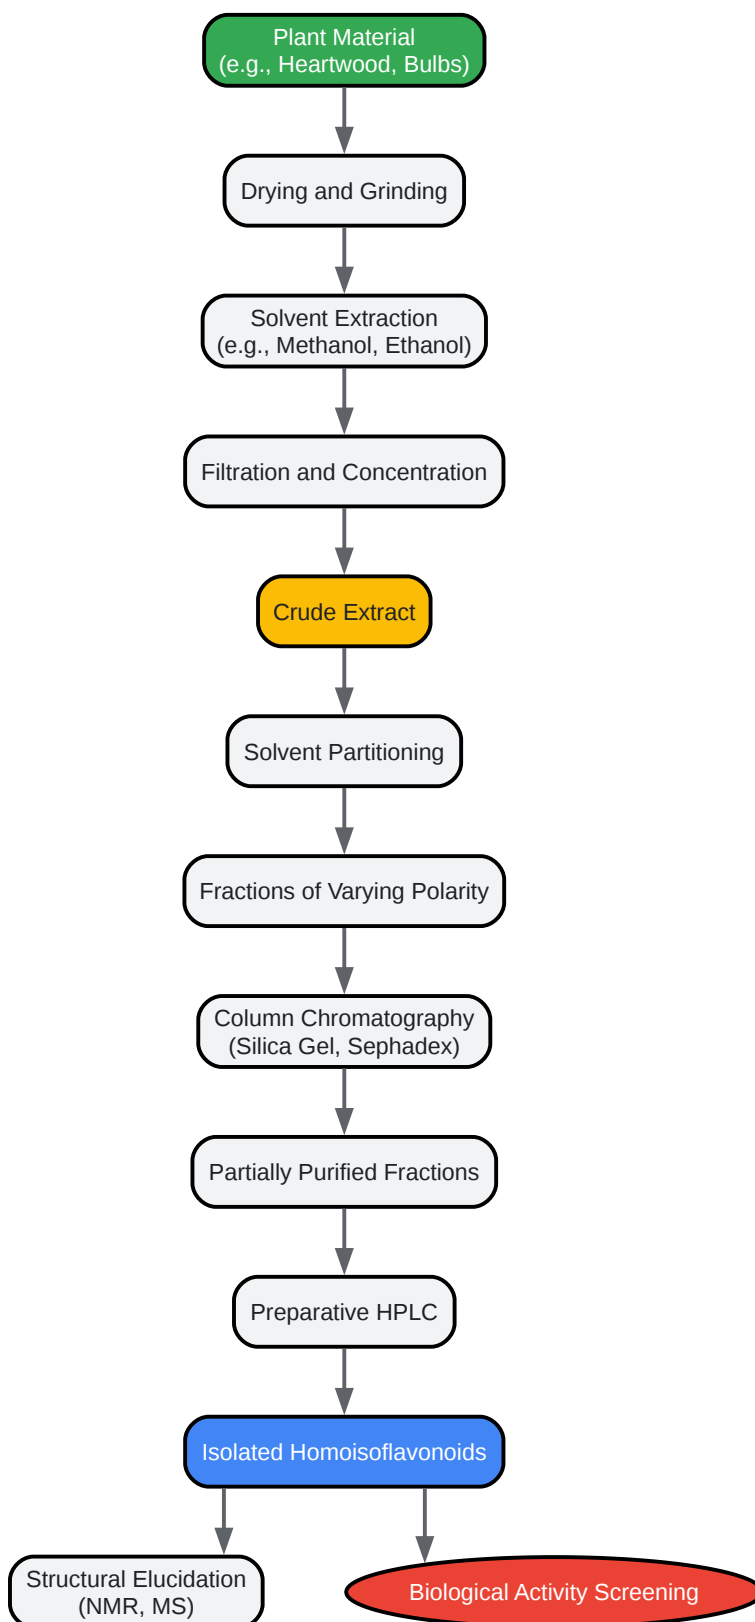 Plant Material
(e.g., Heartwood, Bulbs)
Drying and Grinding
Solvent Extraction
(e.g., Methanol, Ethanol)
Filtration and Concentration
Crude Extract
Solvent Partitioning
Fractions of Varying Polarity
Column Chromatography
(Silica Gel, Sephadex)
Partially Purified Fractions
Preparative HPLC
Isolated Homoisoflavonoids
Structural Elucidation
(NMR, MS)
Biological Activity Screening